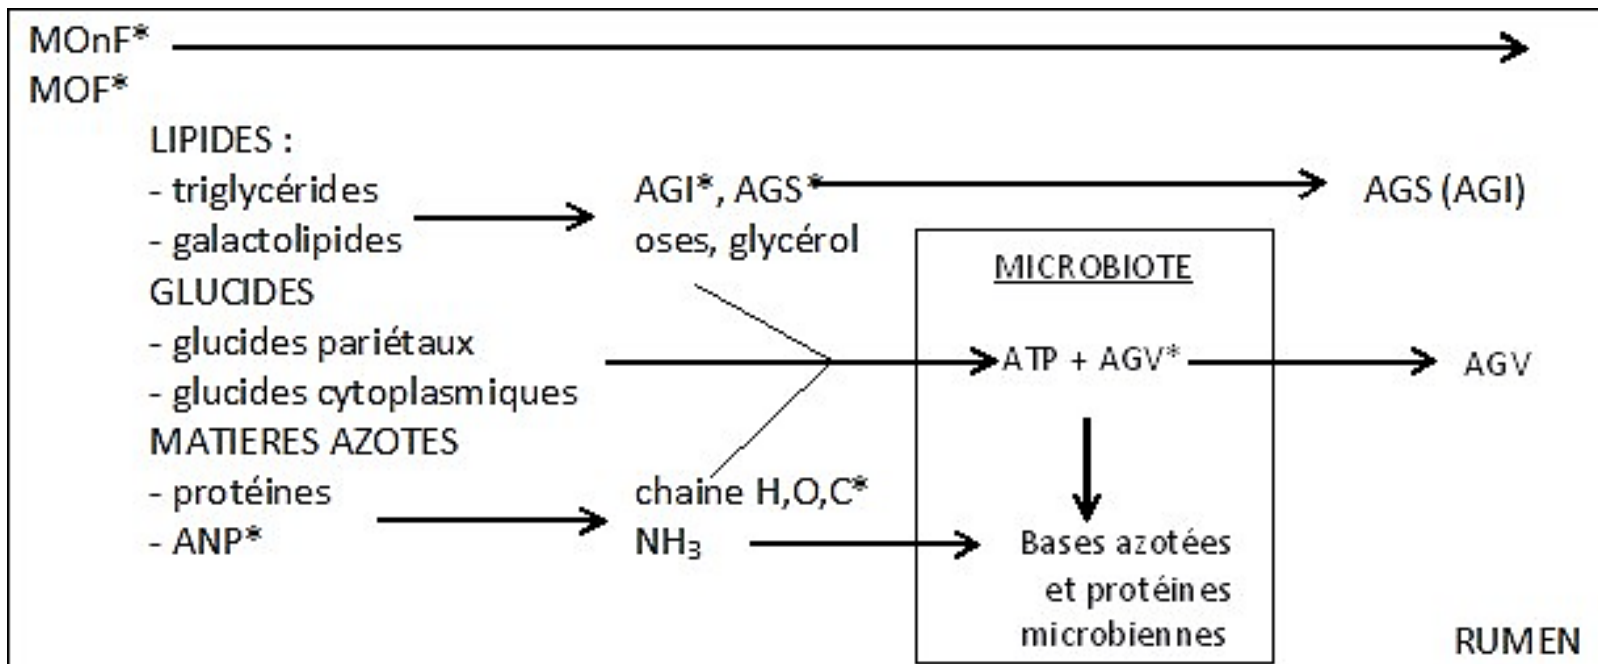 MOnF*
MOF*
LIPIDES :
- triglycérides
- galactolipides
AGI*, AGS*
oses, glycérol
AGS (AGI)
GLUCIDES
- glucides pariétaux
- glucides cytoplasmiques
MICROBIOTE
ATP + AGV*
AGV
MATIERES AZOTES
- protéines
- ANP*
chaine H,O,C*
NH₃
Bases azotées
et protéines
microbiennes
RUMEN